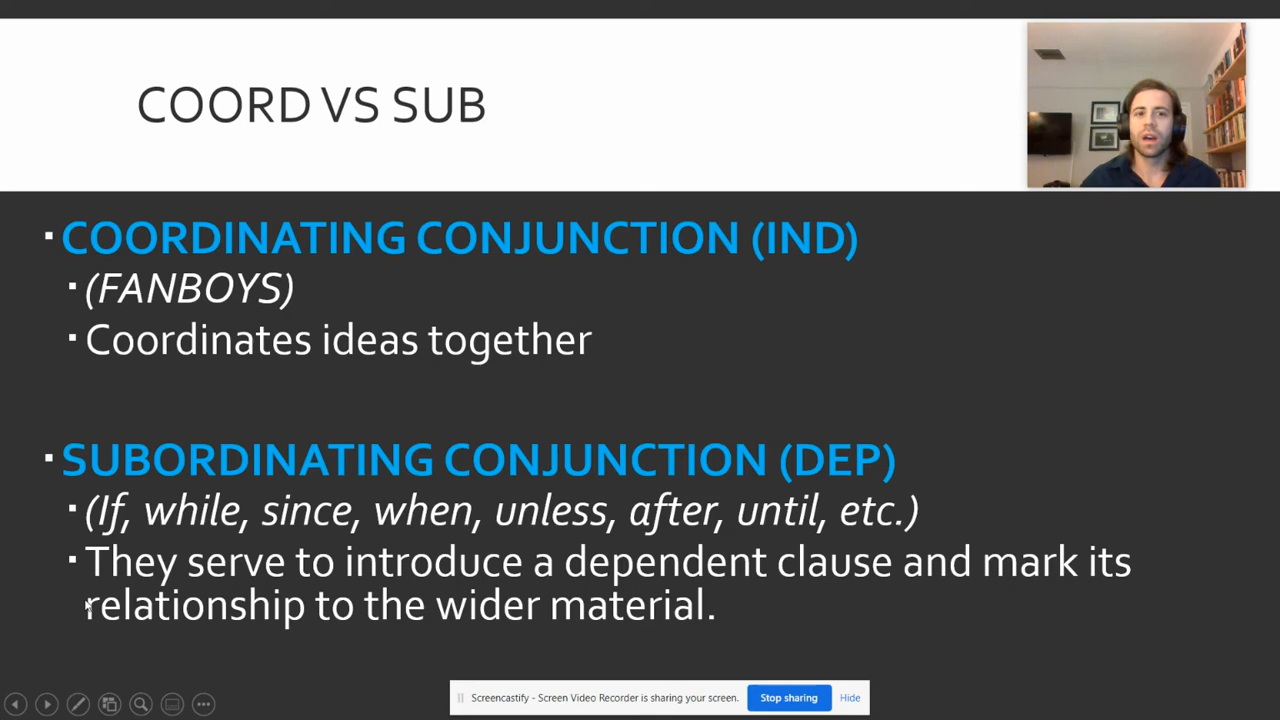 COORD VS SUB
COORDINATING CONJUNCTION (IND)
(FANBOYS)
Coordinates ideas together
SUBORDINATING CONJUNCTION (DEP)
(If, while, since, when, unless, after, until, etc.)
They serve to introduce a dependent clause and mark its
relationship to the wider material.
Screencastify - Screen Video Recorder is sharing your screen. Stop sharing Hide